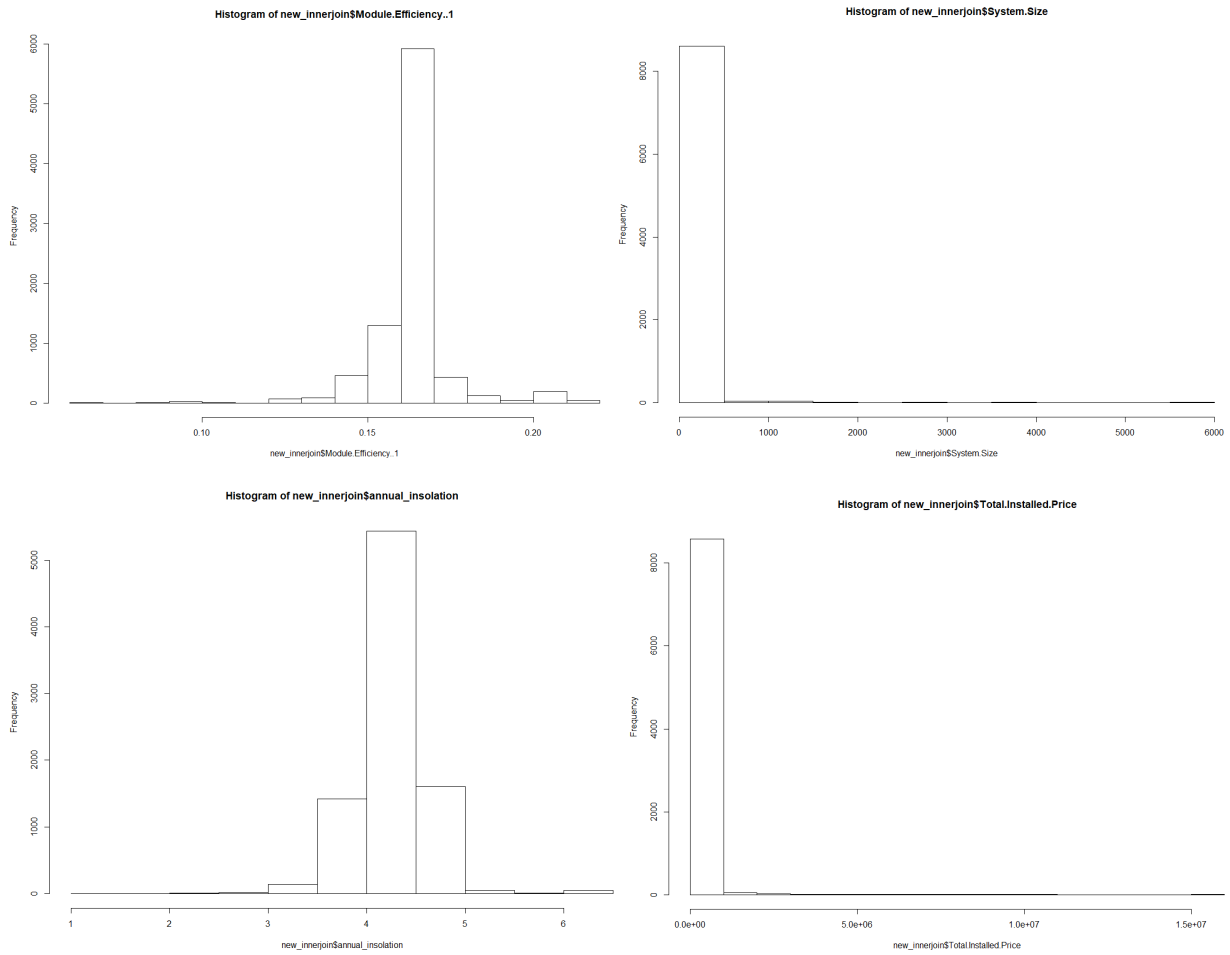 Histogram of new_innerjoin$Module.Efficiency..1
Frequency
6000
5000
4000
3000
2000
1000
0
0.10 0.15 0.20
new_innerjoin$Module.Efficiency..1
Histogram of new_innerjoin$System.Size
Frequency
8000
6000
4000
2000
0
0 1000 2000 3000 4000 5000 6000
new_innerjoin$System.Size
Histogram of new_innerjoin$annual_insolation
Frequency
5000
4000
3000
2000
1000
0
1 2 3 4 5 6
new_innerjoin$annual_insolation
Histogram of new_innerjoin$Total.Installed.Price
Frequency
8000
6000
4000
2000
0
0.0e+00 5.0e+06 1.0e+07 1.5e+07
new_innerjoin$Total.Installed.Price